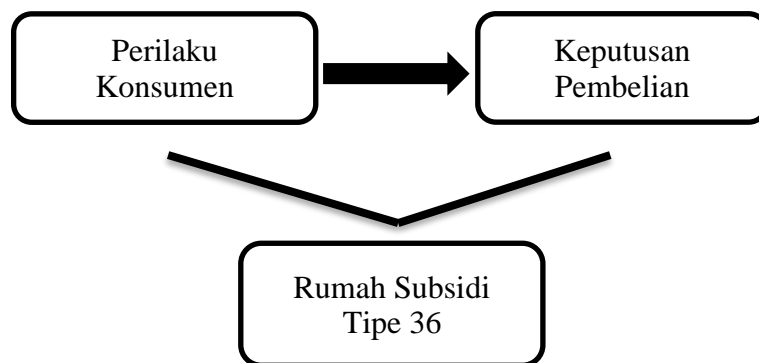 Perilaku
Konsumen
Keputusan
Pembelian
Rumah Subsidi
Tipe 36